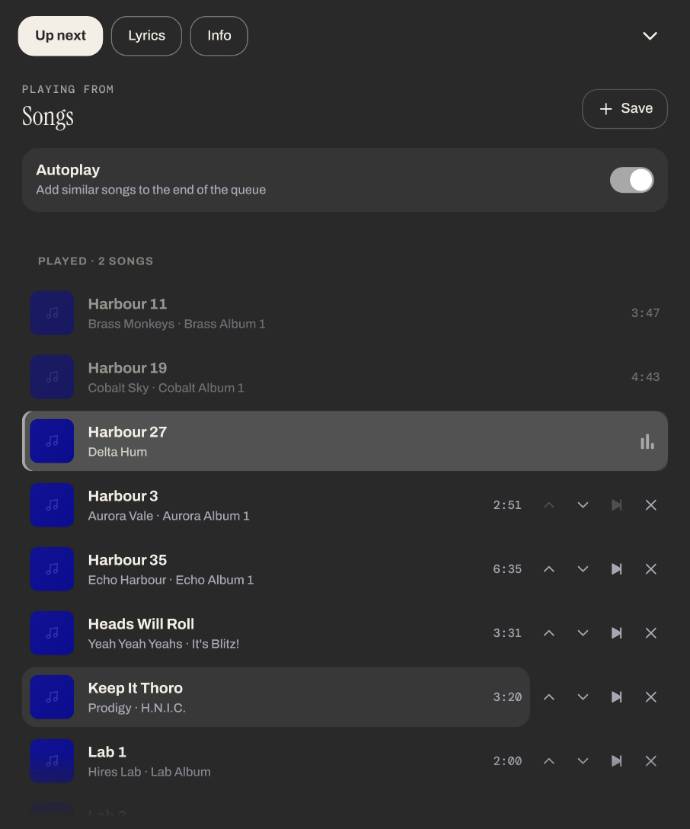 Up next
Lyrics
Info
PLAYING FROM
Songs
Save
Autoplay
Add similar songs to the end of the queue
PLAYED · 2 SONGS
Harbour 11
Brass Monkeys · Brass Album 1
3:47
Harbour 19
Cobalt Sky · Cobalt Album 1
4:43
Harbour 27
Delta Hum
Harbour 3
Aurora Vale · Aurora Album 1
2:51
Harbour 35
Echo Harbour · Echo Album 1
6:35
Heads Will Roll
Yeah Yeah Yeahs · It's Blitz!
3:31
Keep It Thoro
Prodigy · H.N.I.C.
3:20
Lab 1
Hires Lab · Lab Album
2:00